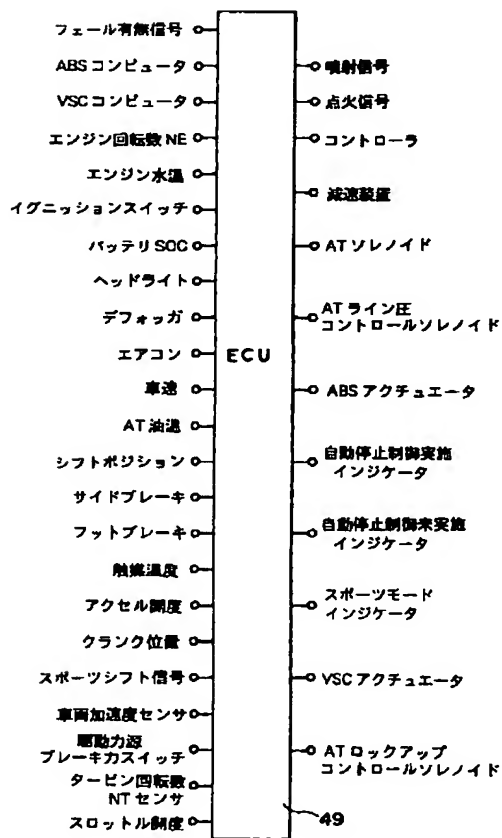 フェール有無信号
ABSコンピュータ
VSCコンピュータ
エンジン回転数NE
エンジン水温
イグニッションスイッチ
バッテリSOC
ヘッドライト
デフォッガ
エアコン
車速
AT油温
シフトポジション
サイドブレーキ
フットブレーキ
触媒温度
アクセル開度
クランク位置
スポーツシフト信号
車両加速度センサ
駆動力源
ブレーキ力スイッチ
タービン回転数
NTセンサ
スロットル開度
ECU
噴射信号
点火信号
コントローラ
減速装置
ATソレノイド
ATライン圧
コントロールソレノイド
ABSアクチュエータ
自動停止制御実施
インジケータ
自動停止制御未実施
インジケータ
スポーツモード
インジケータ
VSCアクチュエータ
ATロックアップ
コントロールソレノイド
49